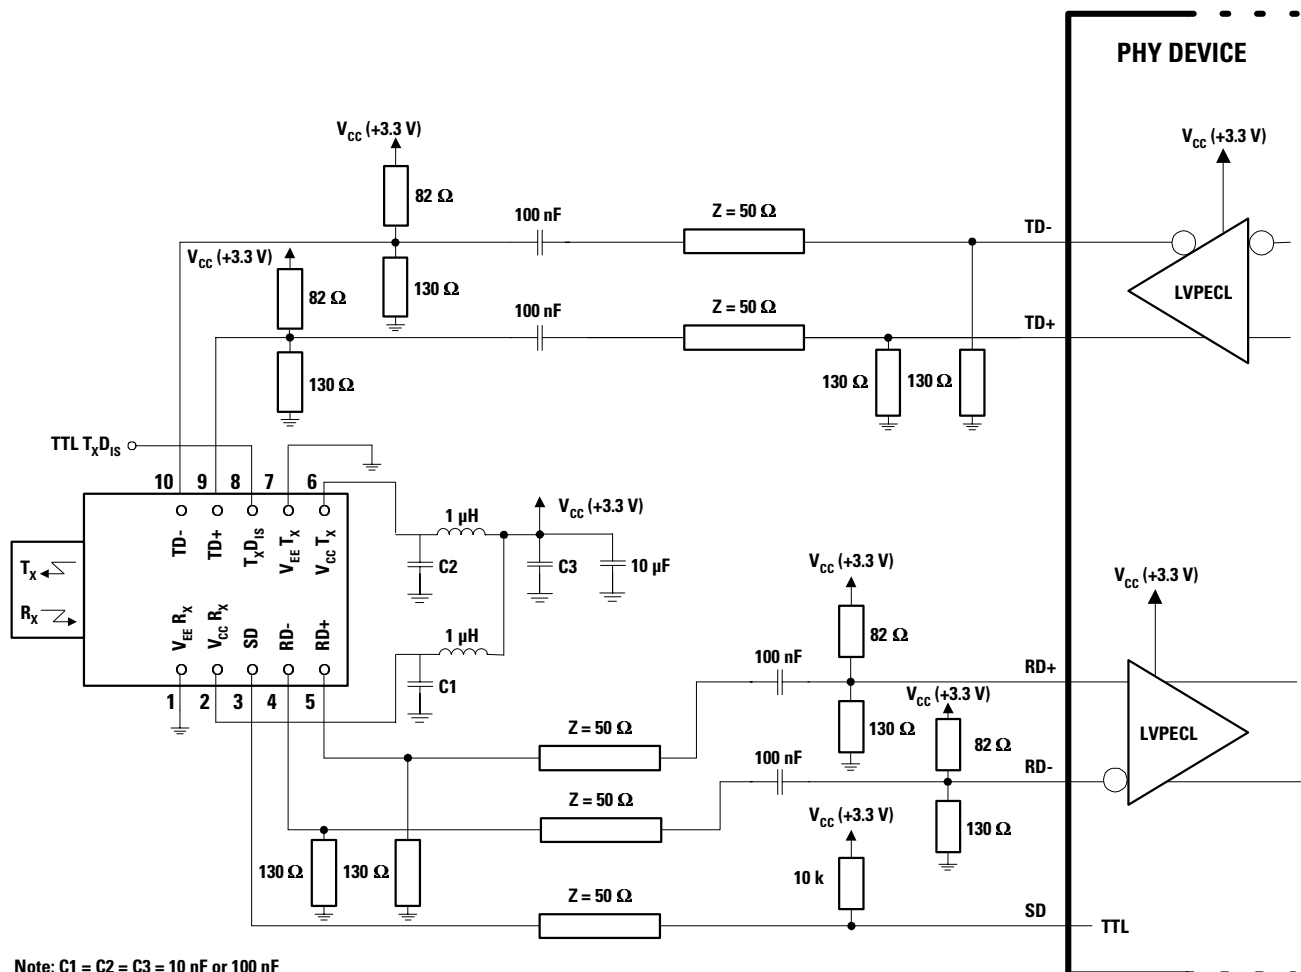 PHY DEVICE
VCC (+3.3 V)
VCC (+3.3 V)
82 Ω
100 nF
Z = 50 Ω
TD-
VCC (+3.3 V)
82 Ω
130 Ω
100 nF
Z = 50 Ω
TD+
LVPECL
130 Ω
130 Ω
130 Ω
TTL TXDIS
10 9 8 7 6
TD- TD+ TXDIS VEE TX VCC TX
1 µH
VCC (+3.3 V)
C2
C3
10 µF
TX
RX
VEE RX VCC RX SD RD- RD+
1 2 3 4 5
1 µH
C1
VCC (+3.3 V)
82 Ω
100 nF
RD+
VCC (+3.3 V)
130 Ω
VCC (+3.3 V)
82 Ω
LVPECL
Z = 50 Ω
100 nF
RD-
Z = 50 Ω
130 Ω
130 Ω
130 Ω
VCC (+3.3 V)
10 k
Z = 50 Ω
SD
TTL
Note: C1 = C2 = C3 = 10 nF or 100 nF